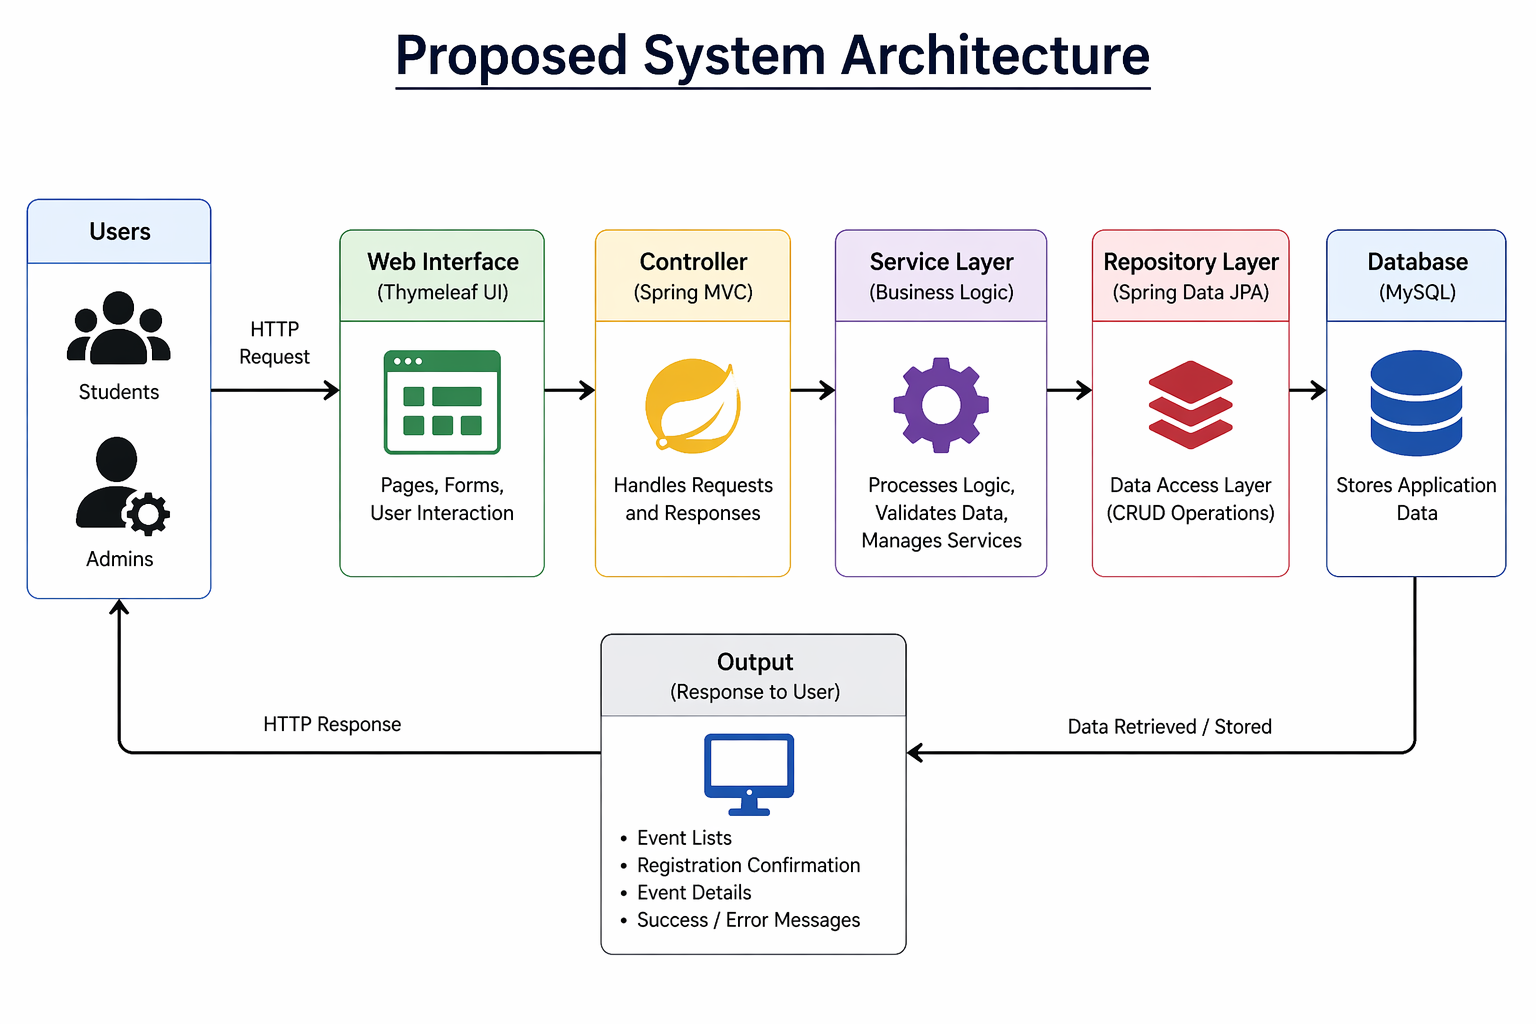 Proposed System Architecture
Users
Students
Admins
HTTP
Request
Web Interface
(Thymeleaf UI)
Pages, Forms,
User Interaction
Controller
(Spring MVC)
Handles Requests
and Responses
Service Layer
(Business Logic)
Processes Logic,
Validates Data,
Manages Services
Repository Layer
(Spring Data JPA)
Data Access Layer
(CRUD Operations)
Database
(MySQL)
Stores Application
Data
HTTP Response
Output
(Response to User)
• Event Lists
• Registration Confirmation
• Event Details
• Success / Error Messages
Data Retrieved / Stored